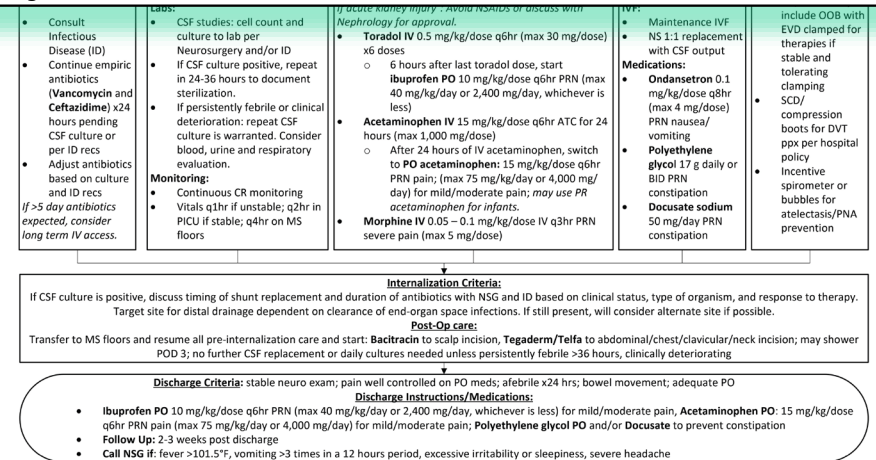 • Consult
Infectious
Disease (ID)
• Continue empiric
antibiotics
(Vancomycin and
Ceftazidime) x24
hours pending
CSF culture or
per ID recs
• Adjust antibiotics
based on culture
and ID recs
If >5 day antibiotics
expected, consider
long term IV access.
Labs:
• CSF studies: cell count and
culture to lab per
Neurosurgery and/or ID
• If CSF culture positive, repeat
in 24-36 hours to document
sterilization.
• If persistently febrile or clinical
deterioration: repeat CSF
culture is warranted. Consider
blood, urine and respiratory
evaluation.
Monitoring:
• Continuous CR monitoring
• Vitals q1hr if unstable; q2hr in
PICU if stable; q4hr on MS
floors
if acute kidney injury . Avoid NSAIDs or discuss with
Nephrology for approval.
• Toradol IV 0.5 mg/kg/dose q6hr (max 30 mg/dose)
x6 doses
o 6 hours after last toradol dose, start
ibuprofen PO 10 mg/kg/dose q6hr PRN (max
40 mg/kg/day or 2,400 mg/day, whichever is
less)
• Acetaminophen IV 15 mg/kg/dose q6hr ATC for 24
hours (max 1,000 mg/dose)
o After 24 hours of IV acetaminophen, switch
to PO acetaminophen: 15 mg/kg/dose q6hr
PRN pain; (max 75 mg/kg/day or 4,000 mg/
day) for mild/moderate pain; may use PR
acetaminophen for infants.
• Morphine IV 0.05 – 0.1 mg/kg/dose IV q3hr PRN
severe pain (max 5 mg/dose)
IVF:
• Maintenance IVF
• NS 1:1 replacement
with CSF output
Medications:
• Ondansetron 0.1
mg/kg/dose q8hr
(max 4 mg/dose)
PRN nausea/
vomiting
• Polyethylene
glycol 17 g daily or
BID PRN
constipation
• Docusate sodium
50 mg/day PRN
constipation
include OOB with
EVD clamped for
therapies if
stable and
tolerating
clamping
• SCD/
compression
boots for DVT
ppx per hospital
policy
• Incentive
spirometer or
bubbles for
atelectasis/PNA
prevention
Internalization Criteria:
If CSF culture is positive, discuss timing of shunt replacement and duration of antibiotics with NSG and ID based on clinical status, type of organism, and response to therapy.
Target site for distal drainage dependent on clearance of end-organ space infections. If still present, will consider alternate site if possible.
Post-Op care:
Transfer to MS floors and resume all pre-internalization care and start: Bacitracin to scalp incision, Tegaderm/Telfa to abdominal/chest/clavicular/neck incision; may shower
POD 3; no further CSF replacement or daily cultures needed unless persistently febrile >36 hours, clinically deteriorating
Discharge Criteria: stable neuro exam; pain well controlled on PO meds; afebrile x24 hrs; bowel movement; adequate PO
Discharge Instructions/Medications:
• Ibuprofen PO 10 mg/kg/dose q6hr PRN (max 40 mg/kg/day or 2,400 mg/day, whichever is less) for mild/moderate pain, Acetaminophen PO: 15 mg/kg/dose
q6hr PRN pain (max 75 mg/kg/day or 4,000 mg/day) for mild/moderate pain; Polyethylene glycol PO and/or Docusate to prevent constipation
• Follow Up: 2-3 weeks post discharge
• Call NSG if: fever >101.5°F, vomiting >3 times in a 12 hours period, excessive irritability or sleepiness, severe headache